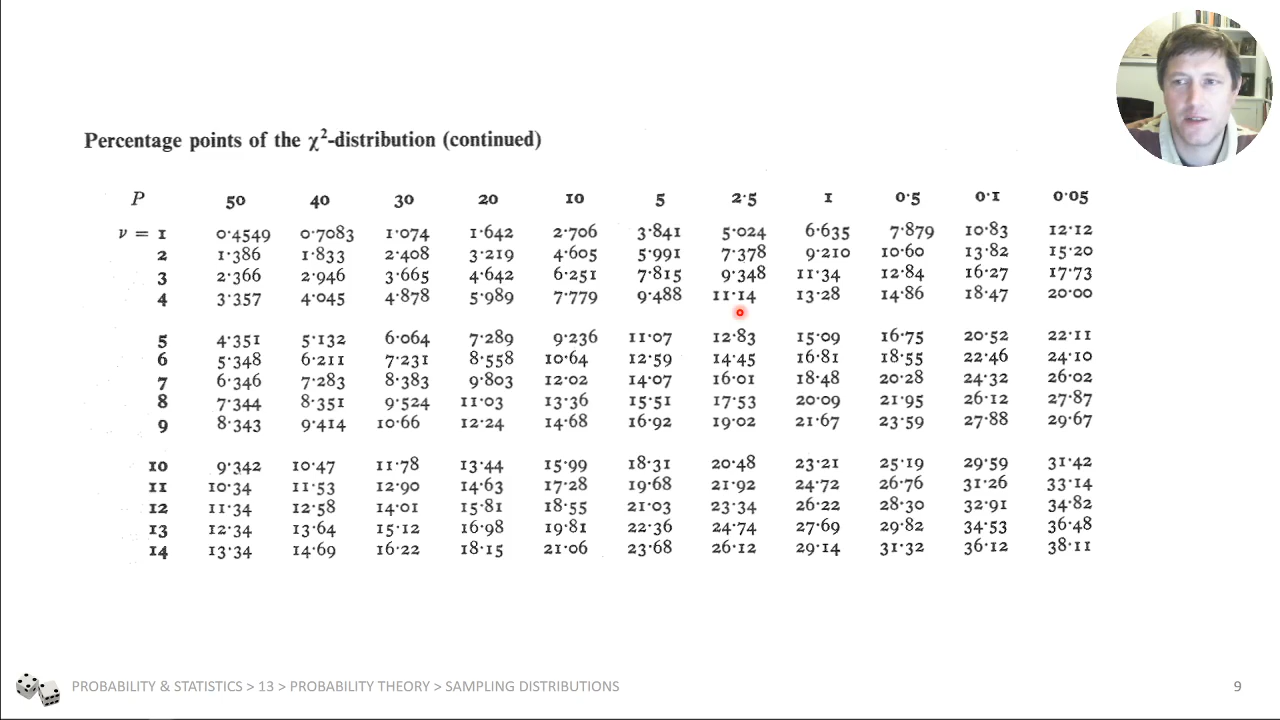 Percentage points of the χ²-distribution (continued)
P 50 40 30 20 10 5 2·5 1 0·5 0·1 0·05
ν = 1 0·4549 0·7083 1·074 1·642 2·706 3·841 5·024 6·635 7·879 10·83 12·12
2 1·386 1·833 2·408 3·219 4·605 5·991 7·378 9·210 10·60 13·82 15·20
3 2·366 2·946 3·665 4·642 6·251 7·815 9·348 11·34 12·84 16·27 17·73
4 3·357 4·045 4·878 5·989 7·779 9·488 11·14 13·28 14·86 18·47 20·00
5 4·351 5·132 6·064 7·289 9·236 11·07 12·83 15·09 16·75 20·52 22·11
6 5·348 6·211 7·231 8·558 10·64 12·59 14·45 16·81 18·55 22·46 24·10
7 6·346 7·283 8·383 9·803 12·02 14·07 16·01 18·48 20·28 24·32 26·02
8 7·344 8·351 9·524 11·03 13·36 15·51 17·53 20·09 21·95 26·12 27·87
9 8·343 9·414 10·66 12·24 14·68 16·92 19·02 21·67 23·59 27·88 29·67
10 9·342 10·47 11·78 13·44 15·99 18·31 20·48 23·21 25·19 29·59 31·42
11 10·34 11·53 12·90 14·63 17·28 19·68 21·92 24·72 26·76 31·26 33·14
12 11·34 12·58 14·01 15·81 18·55 21·03 23·34 26·22 28·30 32·91 34·82
13 12·34 13·64 15·12 16·98 19·81 22·36 24·74 27·69 29·82 34·53 36·48
14 13·34 14·69 16·22 18·15 21·06 23·68 26·12 29·14 31·32 36·12 38·11
PROBABILITY & STATISTICS > 13 > PROBABILITY THEORY > SAMPLING DISTRIBUTIONS
9